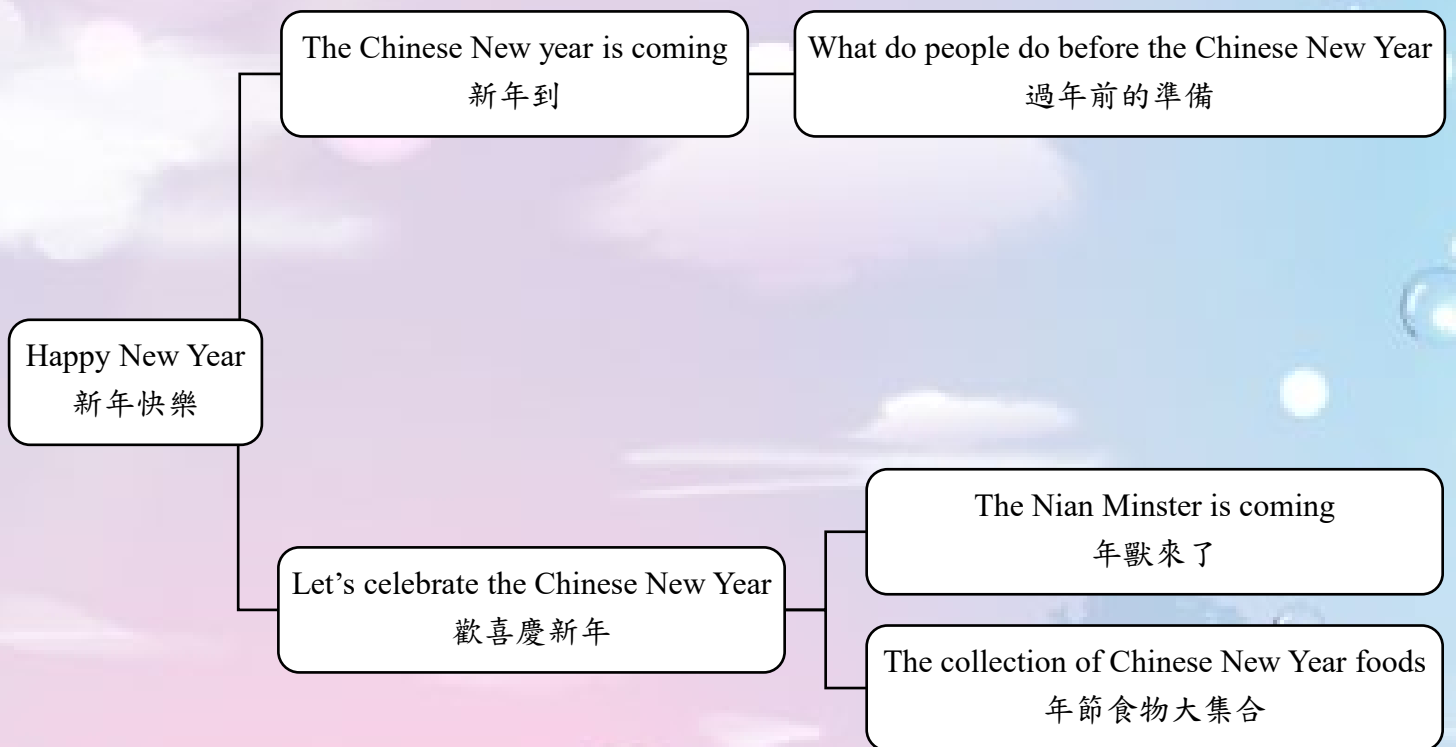 The Chinese New year is coming
新年到
What do people do before the Chinese New Year
過年前的準備
Happy New Year
新年快樂
Let’s celebrate the Chinese New Year
歡喜慶新年
The Nian Minster is coming
年獸來了
The collection of Chinese New Year foods
年節食物大集合